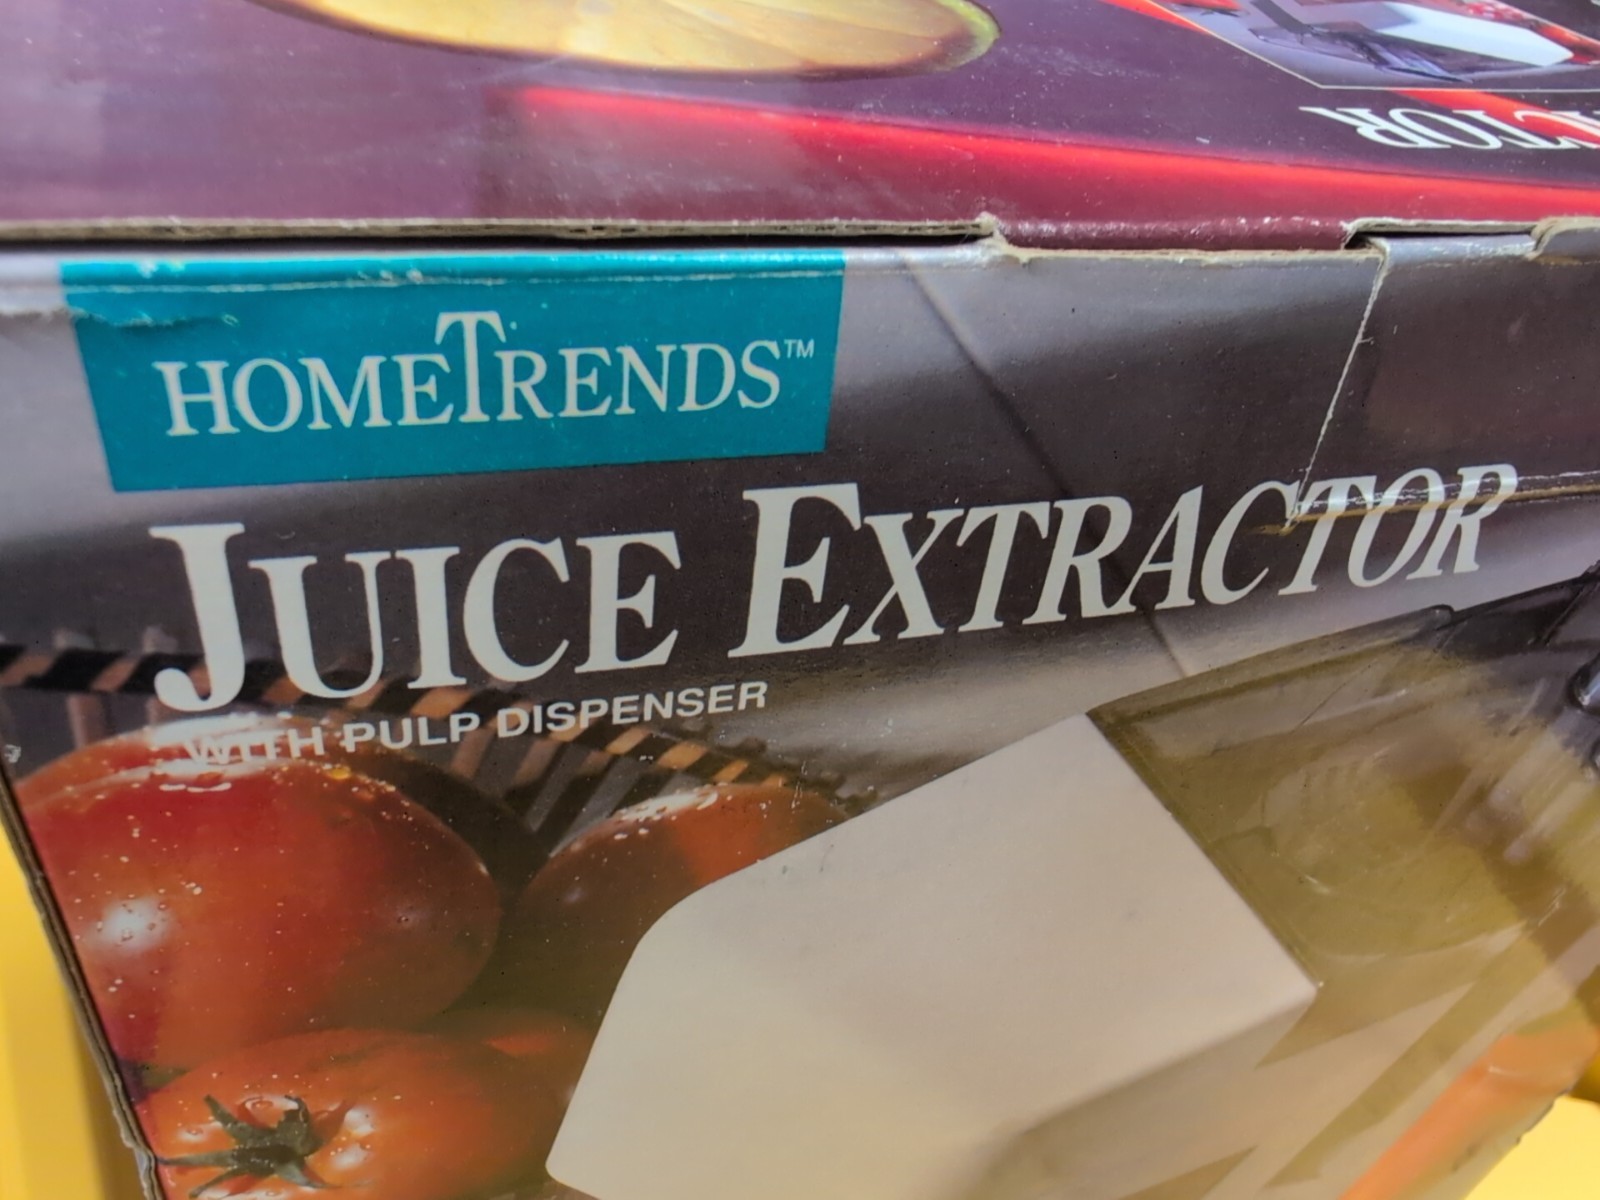 HOMETRENDS™
JUICE EXTRACTOR
WITH PULP DISPENSER